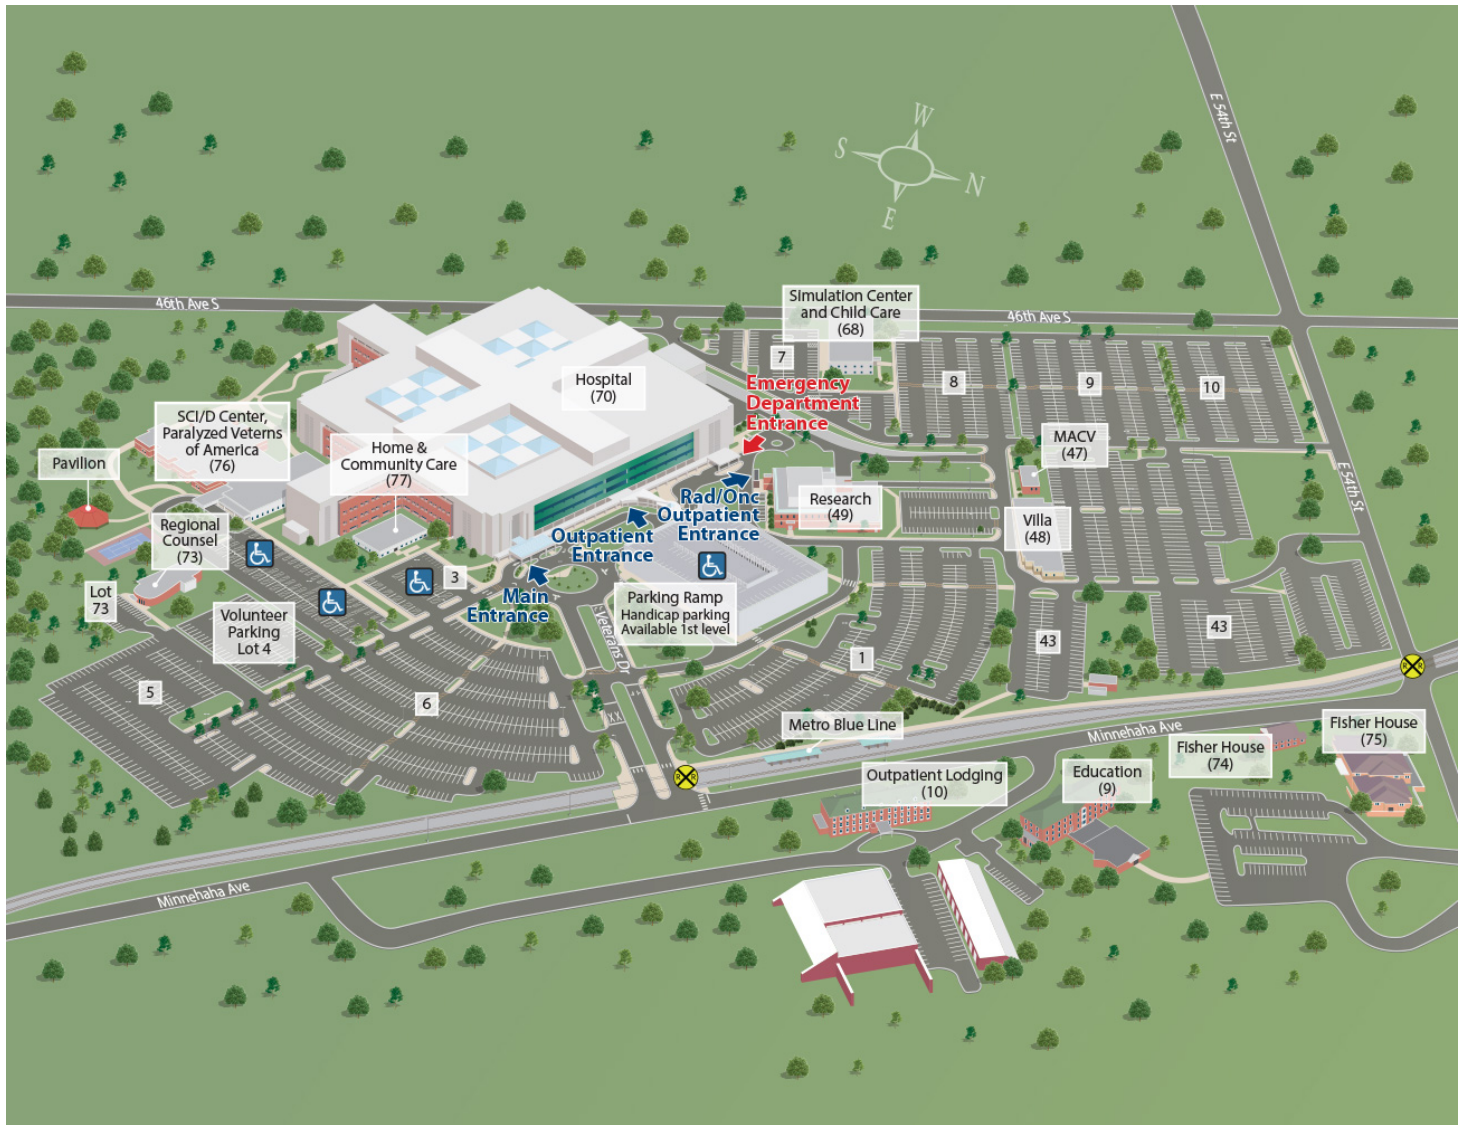 E 54th St
W
S
N
E
46th Ave S
Simulation Center
and Child Care
(68)
46th Ave S
7
Hospital
(70)
Emergency
Department
Entrance
8
9
10
SCI/D Center,
Paralyzed Veterns
of America
(76)
Home &
Community Care
(77)
MACV
(47)
Pavilion
E 54th St
Rad/Onc
Outpatient
Entrance
Research
(49)
Regional
Counsel
(73)
Outpatient
Entrance
Villa
(48)
Lot
73
3
Main
Entrance
Parking Ramp
Handicap parking
Available 1st level
Volunteer
Parking
Lot 4
S Veterans Dr
43
43
1
5
6
R R
XX
Metro Blue Line
Minnehaha Ave
Fisher House
(75)
Fisher House
(74)
R R
Outpatient Lodging
(10)
Education
(9)
Minnehaha Ave